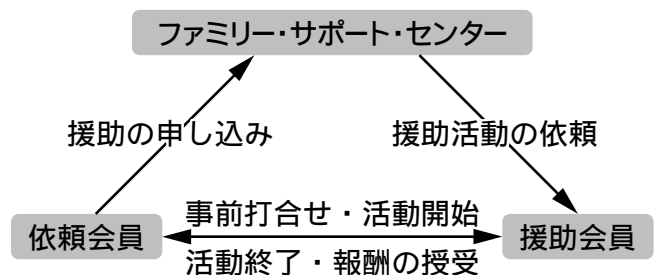 ファミリー・サポート・センター
援助の申し込み
援助活動の依頼
事前打合せ・活動開始
依頼会員
援助会員
活動終了・報酬の授受